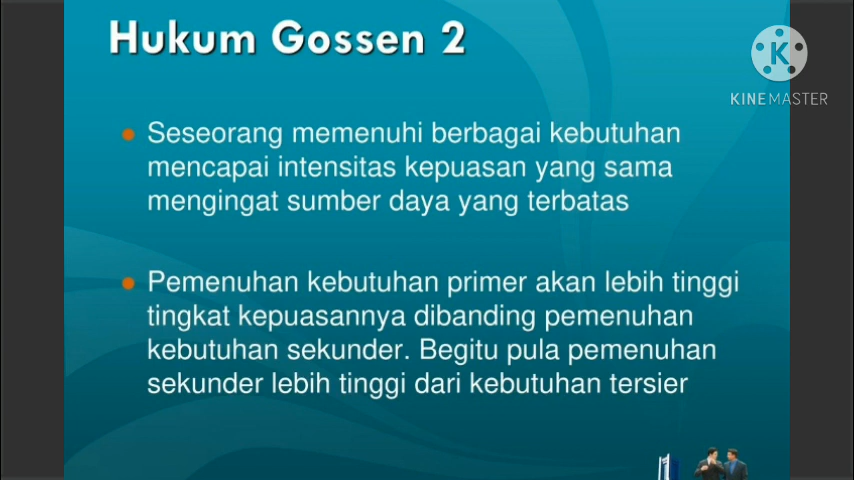 Hukum Gossen 2
KINEMASTER
Seseorang memenuhi berbagai kebutuhan
mencapai intensitas kepuasan yang sama
mengingat sumber daya yang terbatas
Pemenuhan kebutuhan primer akan lebih tinggi
tingkat kepuasannya dibanding pemenuhan
kebutuhan sekunder. Begitu pula pemenuhan
sekunder lebih tinggi dari kebutuhan tersier